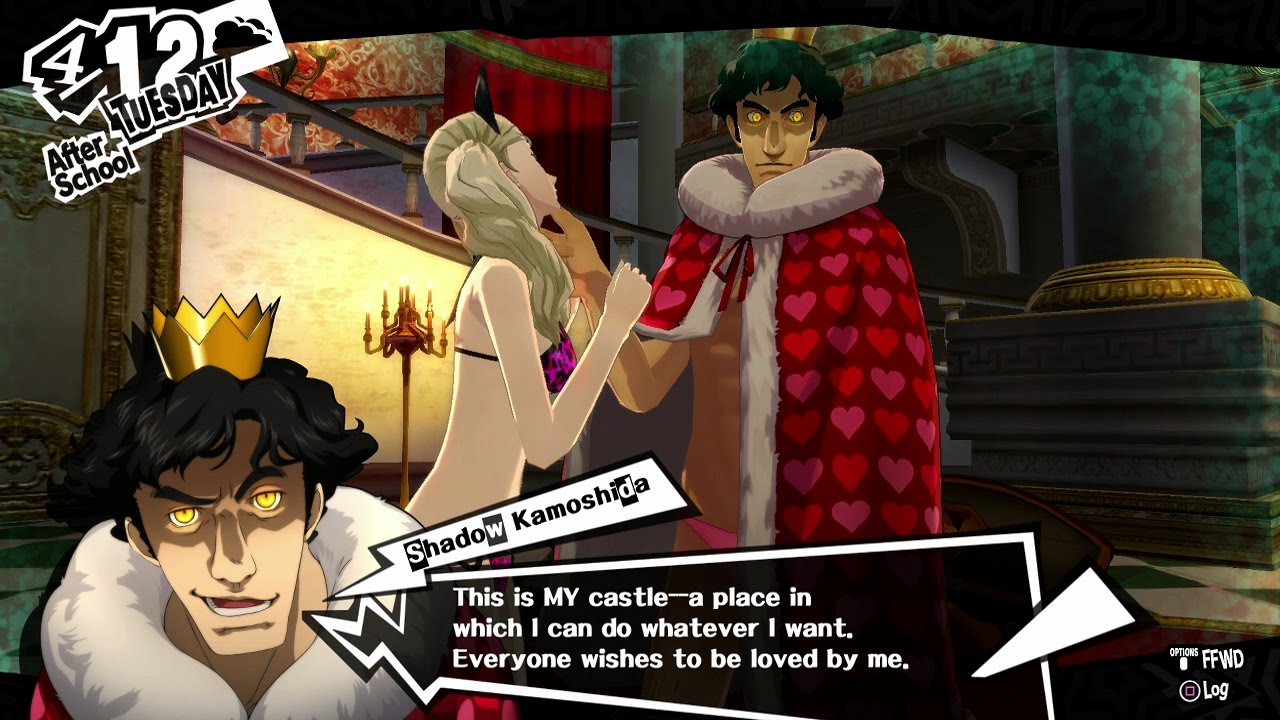 4 12
TUESDAY
After
School
Shadow Kamoshida
This is MY castle--a place in
which I can do whatever I want.
Everyone wishes to be loved by me.
OPTIONS FFWD
Log